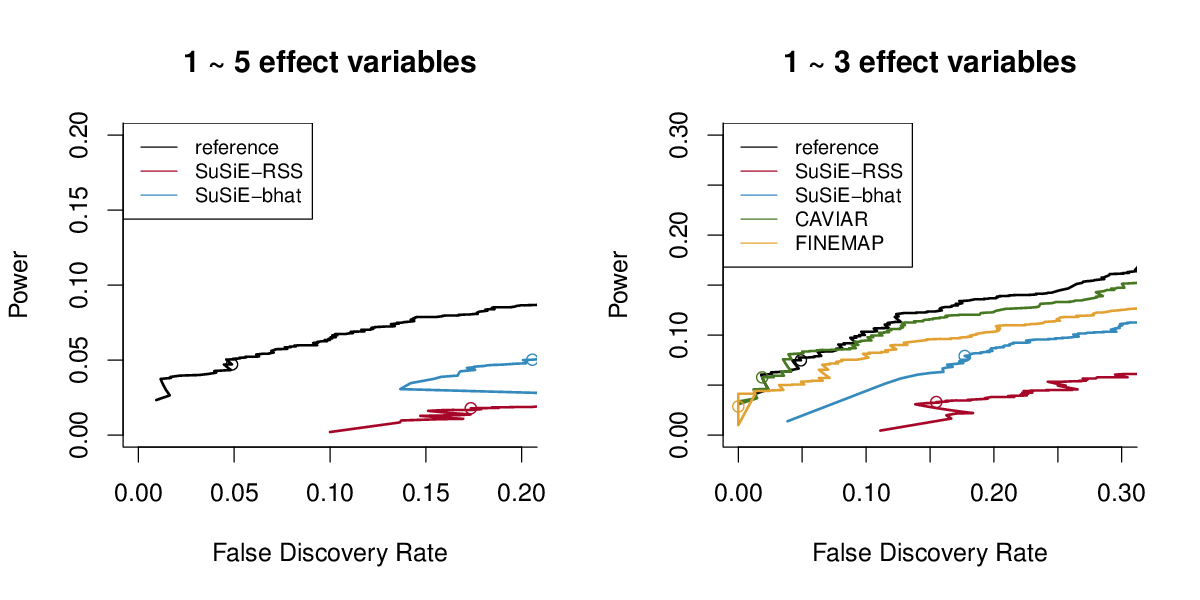 1 ~ 5 effect variables
Power
0.00 0.05 0.10 0.15 0.20
reference
SuSiE−RSS
SuSiE−bhat
0.00 0.05 0.10 0.15 0.20
False Discovery Rate
1 ~ 3 effect variables
Power
0.00 0.10 0.20 0.30
reference
SuSiE−RSS
SuSiE−bhat
CAVIAR
FINEMAP
0.00 0.10 0.20 0.30
False Discovery Rate